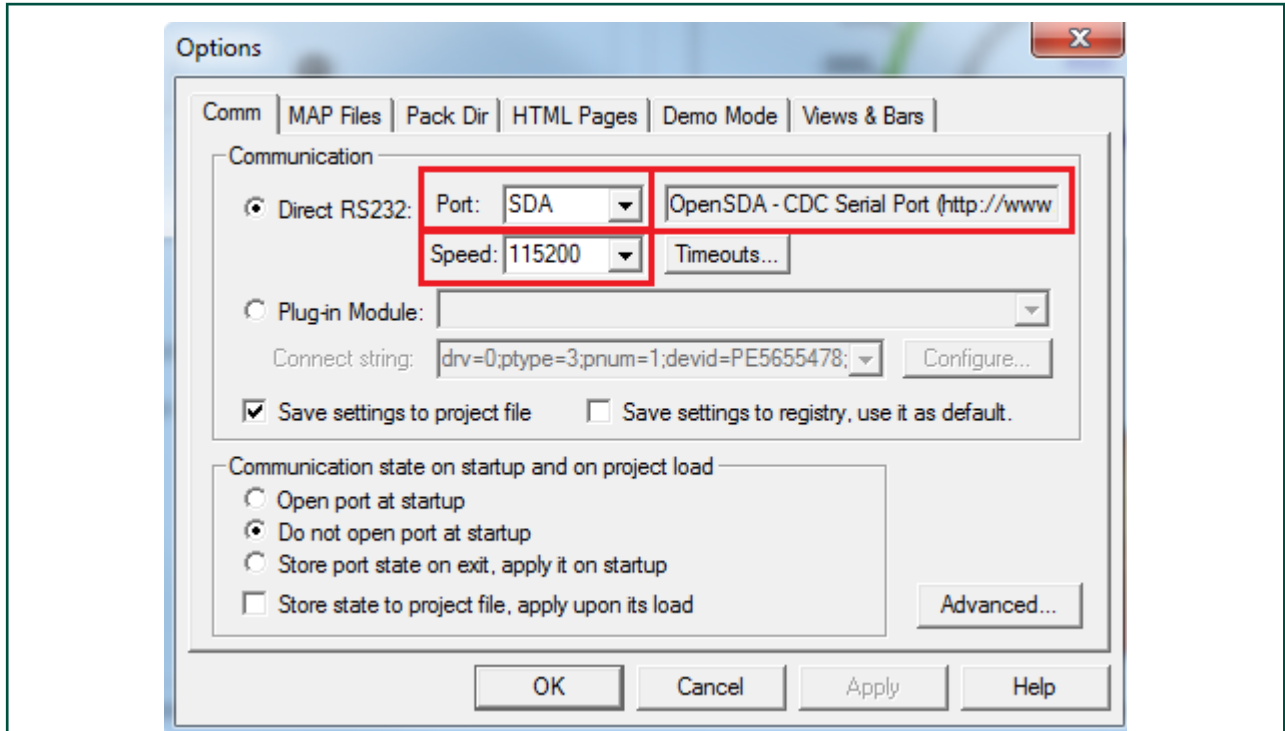 Options
Comm MAP Files Pack Dir HTML Pages Demo Mode Views & Bars
Communication
Direct RS232: Port: SDA OpenSDA - CDC Serial Port (http://www
Speed: 115200 Timeouts...
Plug-in Module:
Connect string: drv=0;ptype=3;pnum=1;devid=PE5655478; Configure...
Save settings to project file Save settings to registry, use it as default.
Communication state on startup and on project load
Open port at startup
Do not open port at startup
Store port state on exit, apply it on startup
Store state to project file, apply upon its load Advanced...
OK Cancel Apply Help